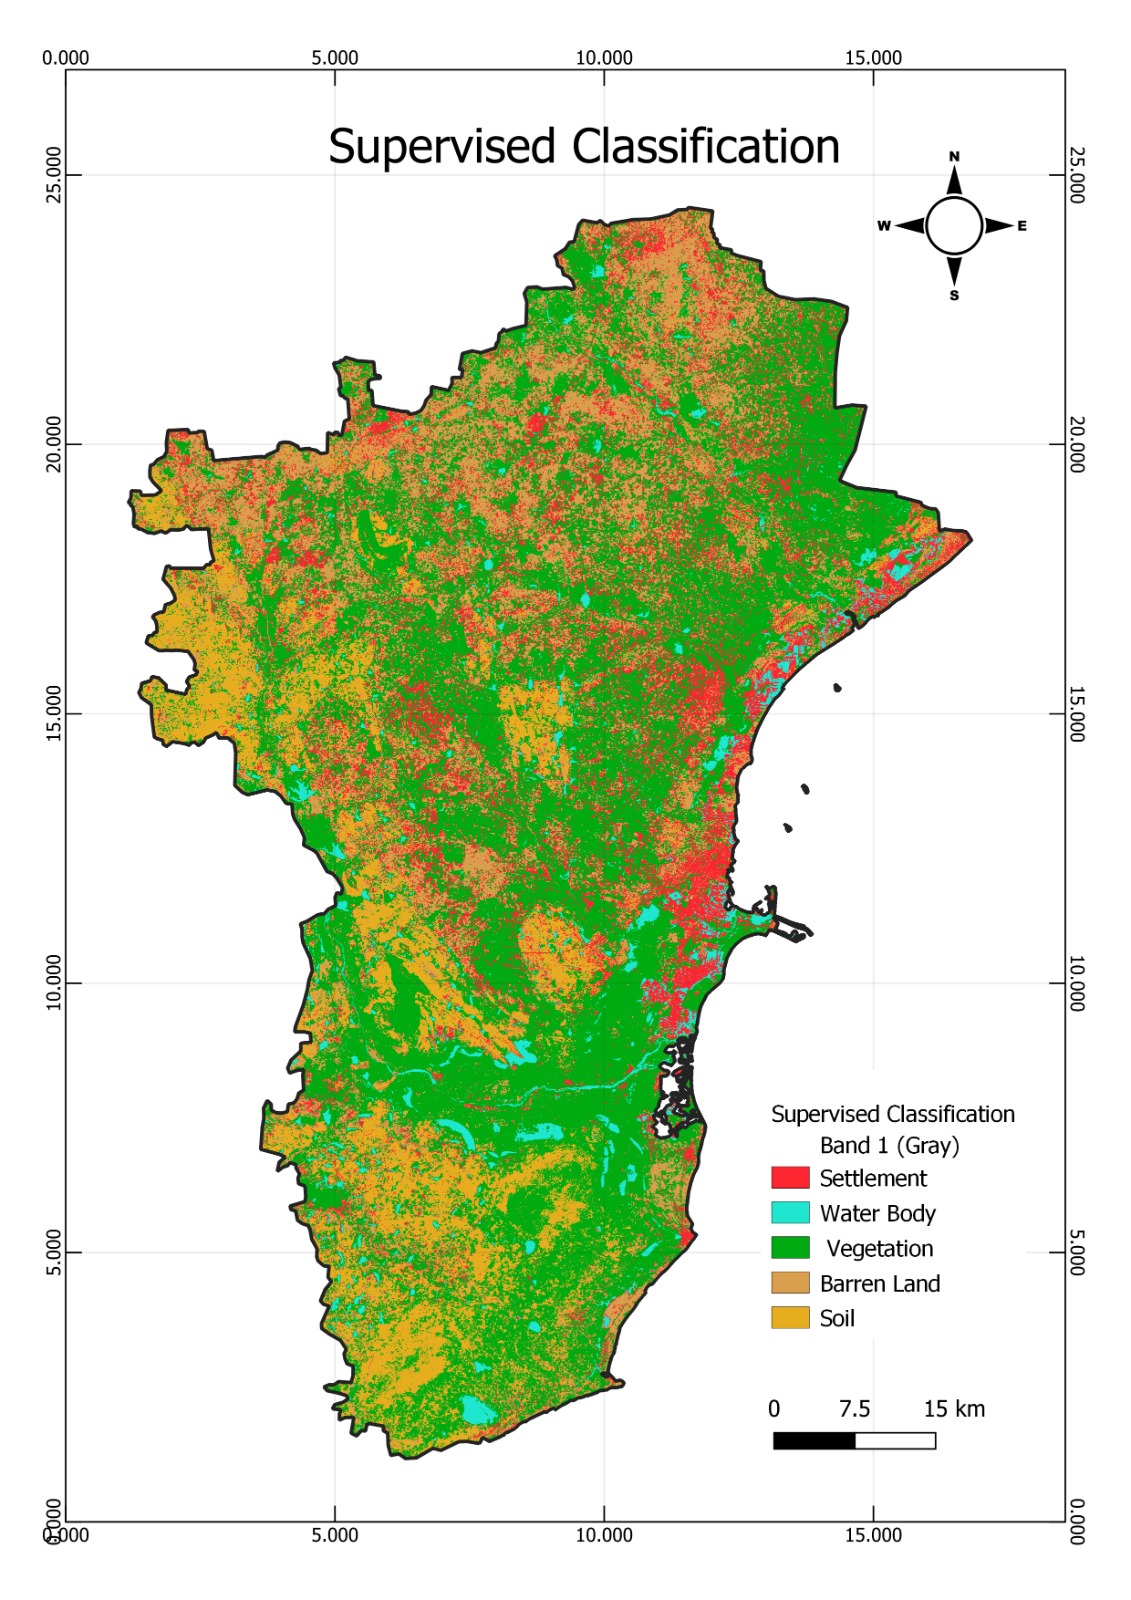 0.000 5.000 10.000 15.000
Supervised Classification
25.000
25.000
N
W E
S
20.000
20.000
15.000
15.000
10.000
10.000
Supervised Classification
Band 1 (Gray)
Settlement
Water Body
Vegetation
Barren Land
Soil
5.000
5.000
0 7.5 15 km
0.000
0.000
0.000 5.000 10.000 15.000